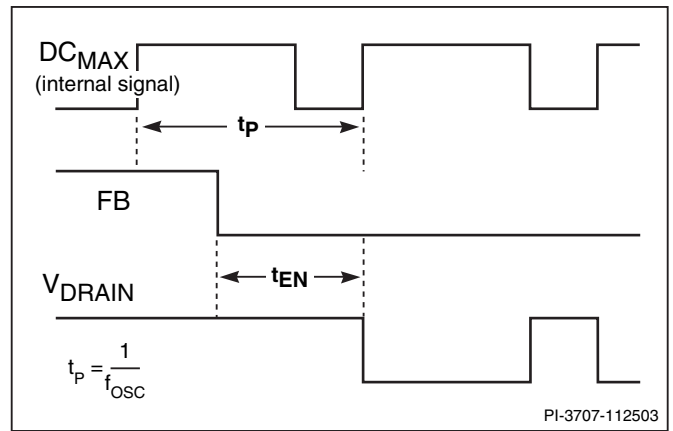 DCMAX
(internal signal)
tP
FB
tEN
VDRAIN
tP = 1
fOSC
PI-3707-112503